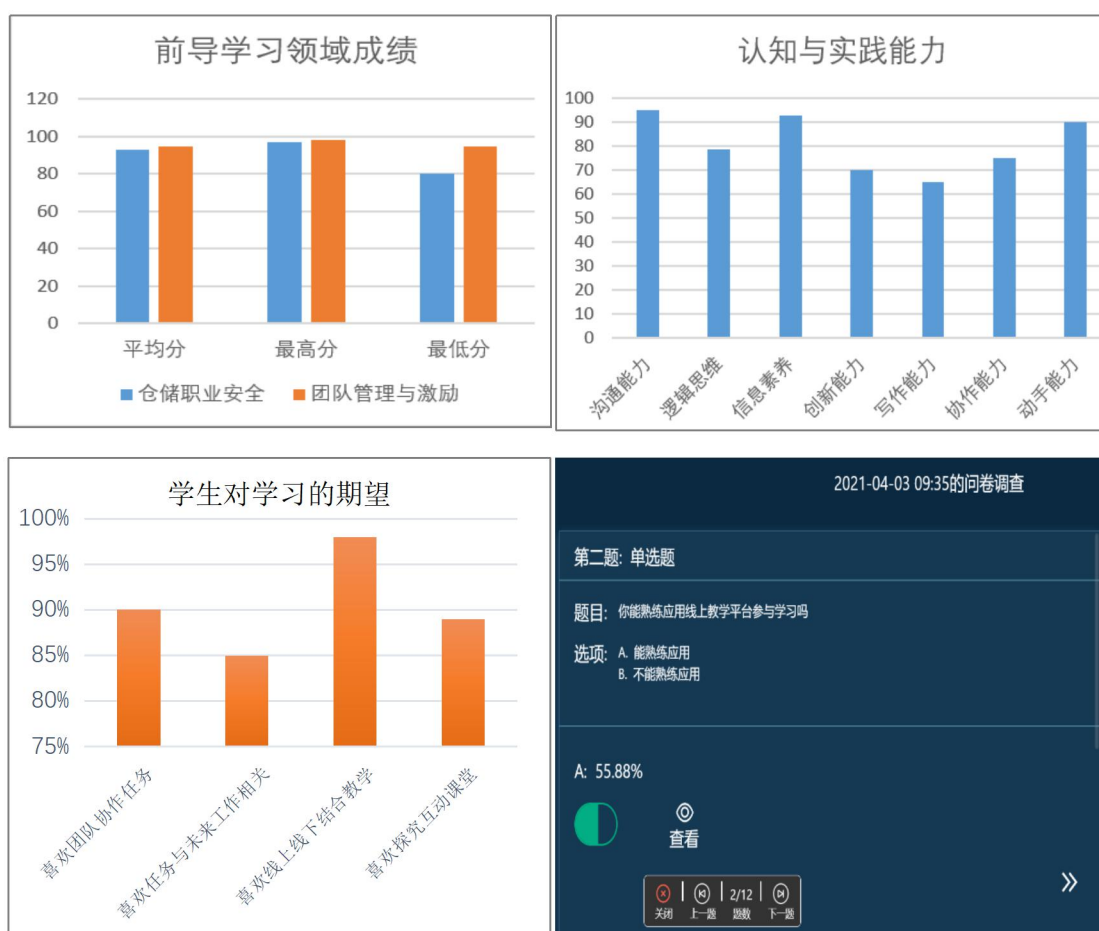 前导学习领域成绩
120
100
80
60
40
20
0
平均分 最高分 最低分
仓储职业安全 团队管理与激励
认知与实践能力
100
90
80
70
60
50
40
30
20
10
0
沟通能力
逻辑思维
信息素养
创新能力
写作能力
协作能力
动手能力
学生对学习的期望
100%
95%
90%
85%
80%
75%
喜欢团队协作任务
喜欢任务与未来工作相关
喜欢线上线下结合教学
喜欢探究互动课堂
2021-04-03 09:35的问卷调查
第二题: 单选题
题目: 你能熟练应用线上教学平台参与学习吗
选项: A. 能熟练应用
B. 不能熟练应用
A: 55.88%
查看
2/12
关闭 上一题 题数 下一题